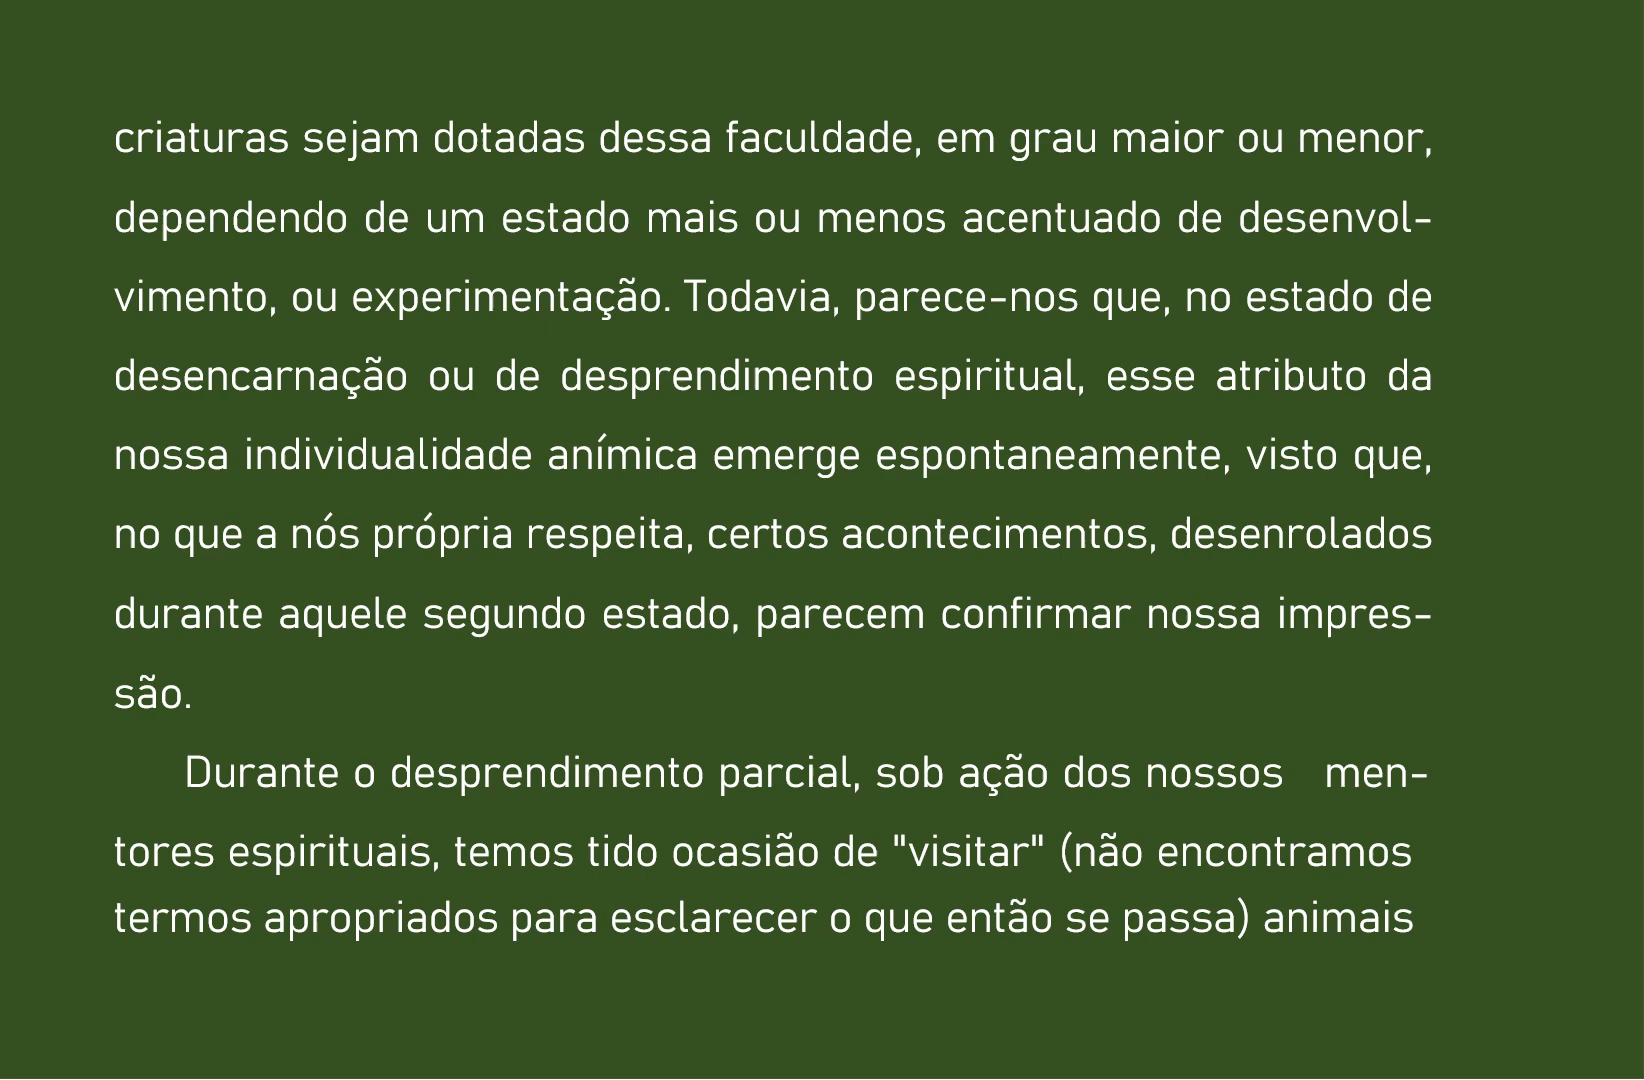 criaturas sejam dotadas dessa faculdade, em grau maior ou menor,
dependendo de um estado mais ou menos acentuado de desenvol-
vimento, ou experimentação. Todavia, parece-nos que, no estado de
desencarnação ou de desprendimento espiritual, esse atributo da
nossa individualidade anímica emerge espontaneamente, visto que,
no que a nós própria respeita, certos acontecimentos, desenrolados
durante aquele segundo estado, parecem confirmar nossa impres-
são.
Durante o desprendimento parcial, sob ação dos nossos men-
tores espirituais, temos tido ocasião de "visitar" (não encontramos
termos apropriados para esclarecer o que então se passa) animais